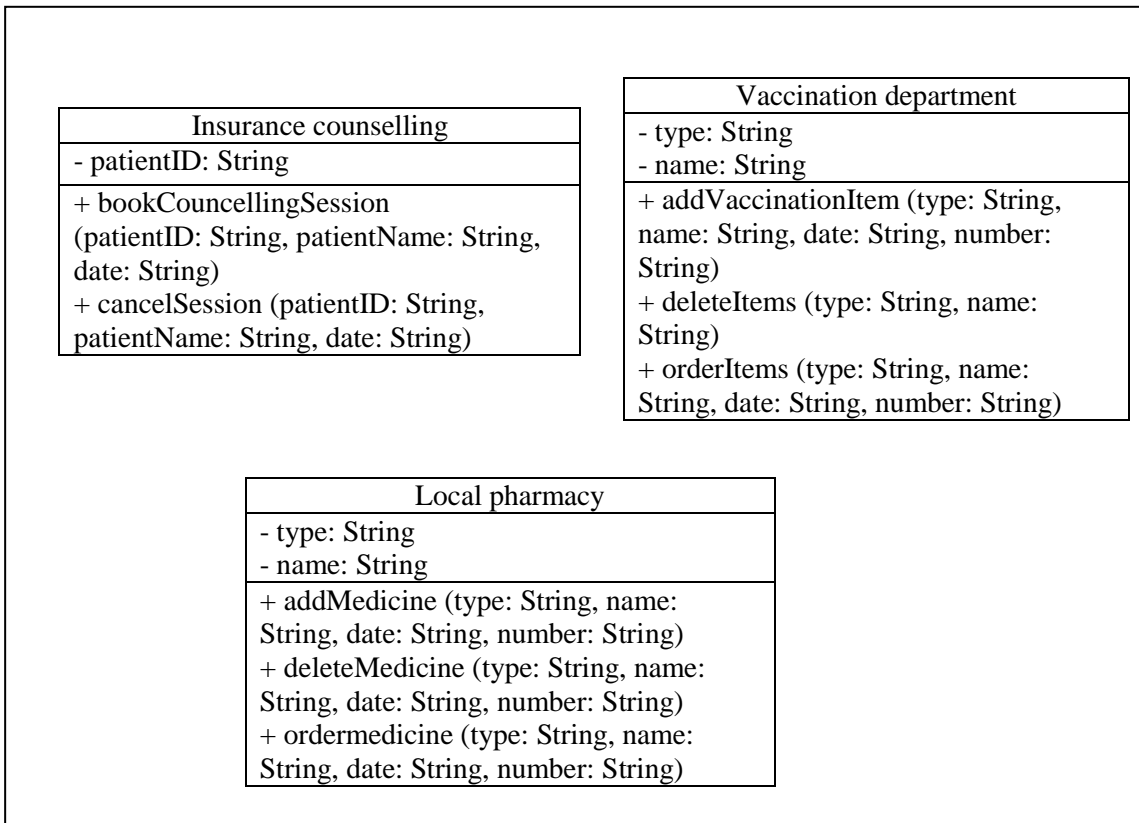 Insurance counselling
- patientID: String
+ bookCouncellingSession
(patientID: String, patientName: String,
date: String)
+ cancelSession (patientID: String,
patientName: String, date: String)
Vaccination department
- type: String
- name: String
+ addVaccinationItem (type: String,
name: String, date: String, number:
String)
+ deleteItems (type: String, name:
String)
+ orderItems (type: String, name:
String, date: String, number: String)
Local pharmacy
- type: String
- name: String
+ addMedicine (type: String, name:
String, date: String, number: String)
+ deleteMedicine (type: String, name:
String, date: String, number: String)
+ ordermedicine (type: String, name:
String, date: String, number: String)